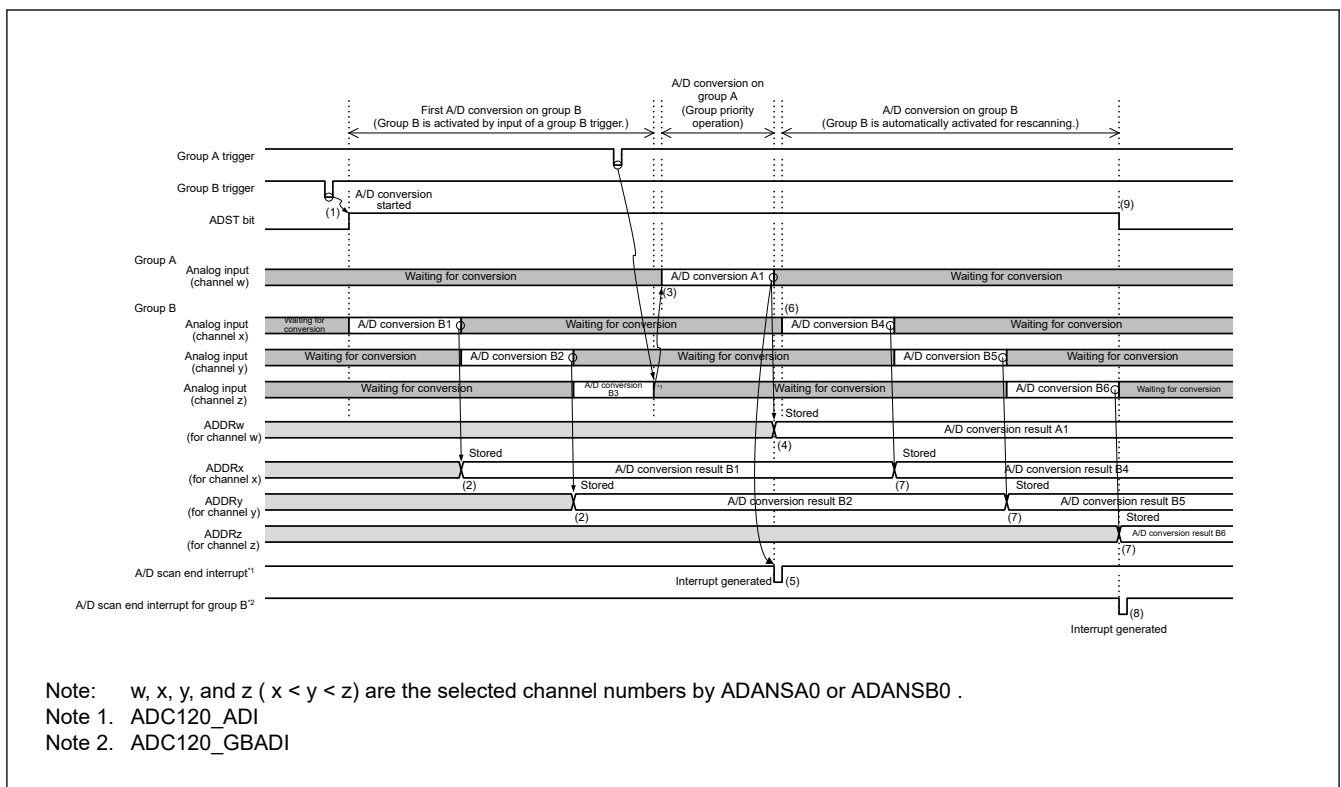 A/D conversion on
group A
(Group priority
operation)
First A/D conversion on group B
(Group B is activated by input of a group B trigger.)
A/D conversion on group B
(Group B is automatically activated for rescanning.)
Group A trigger
Group B trigger
A/D conversion
started
(1)
(9)
ADST bit
Group A
Analog input
(channel w)
Waiting for conversion
A/D conversion A1
Waiting for conversion
(3)
Group B
(6)
Analog input
(channel x)
Waiting for
conversion
A/D conversion B1
Waiting for conversion
A/D conversion B4
Waiting for conversion
Analog input
(channel y)
Waiting for conversion
A/D conversion B2
Waiting for conversion
A/D conversion B5
Waiting for conversion
Analog input
(channel z)
Waiting for conversion
A/D conversion
B3
*1
Waiting for conversion
A/D conversion B6
Waiting for conversion
Stored
ADDRw
(for channel w)
A/D conversion result A1
(4)
Stored
Stored
ADDRx
(for channel x)
A/D conversion result B1
A/D conversion result B4
(2)
(7)
Stored
Stored
ADDRy
(for channel y)
A/D conversion result B2
A/D conversion result B5
(2)
(7)
Stored
ADDRz
(for channel z)
A/D conversion result B6
(7)
A/D scan end interrupt*1
Interrupt generated
(5)
A/D scan end interrupt for group B*2
(8)
Interrupt generated
Note: w, x, y, and z ( x < y < z) are the selected channel numbers by ADANSA0 or ADANSB0 .
Note 1. ADC120_ADI
Note 2. ADC120_GBADI